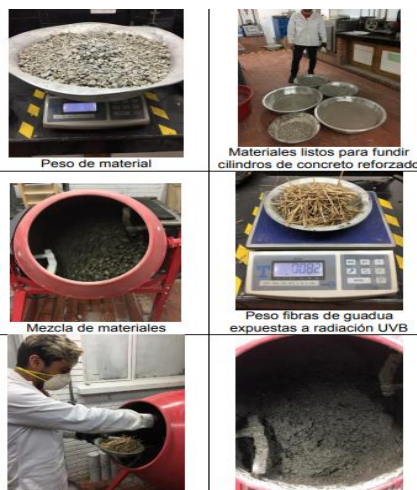 Peso de material
Materiales listos para fundir
cilindros de concreto reforzado
Mezcla de materiales
Peso fibras de guadua
expuestas a radiación UVB